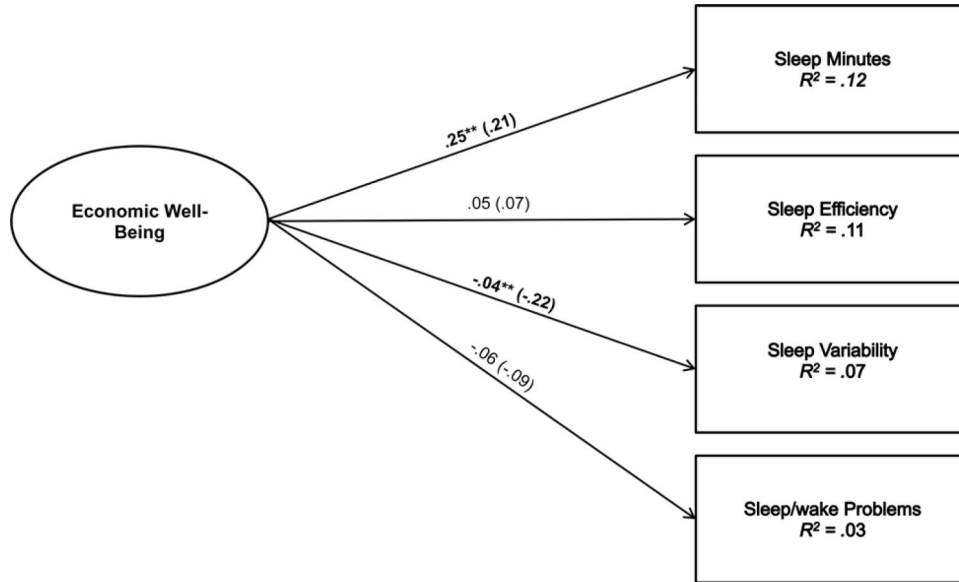 Sleep Minutes
R² = .12
.25** (.21)
Economic Well-
Being
.05 (.07)
Sleep Efficiency
R² = .11
-.04** (-.22)
Sleep Variability
R² = .07
-.06 (-.09)
Sleep/wake Problems
R² = .03